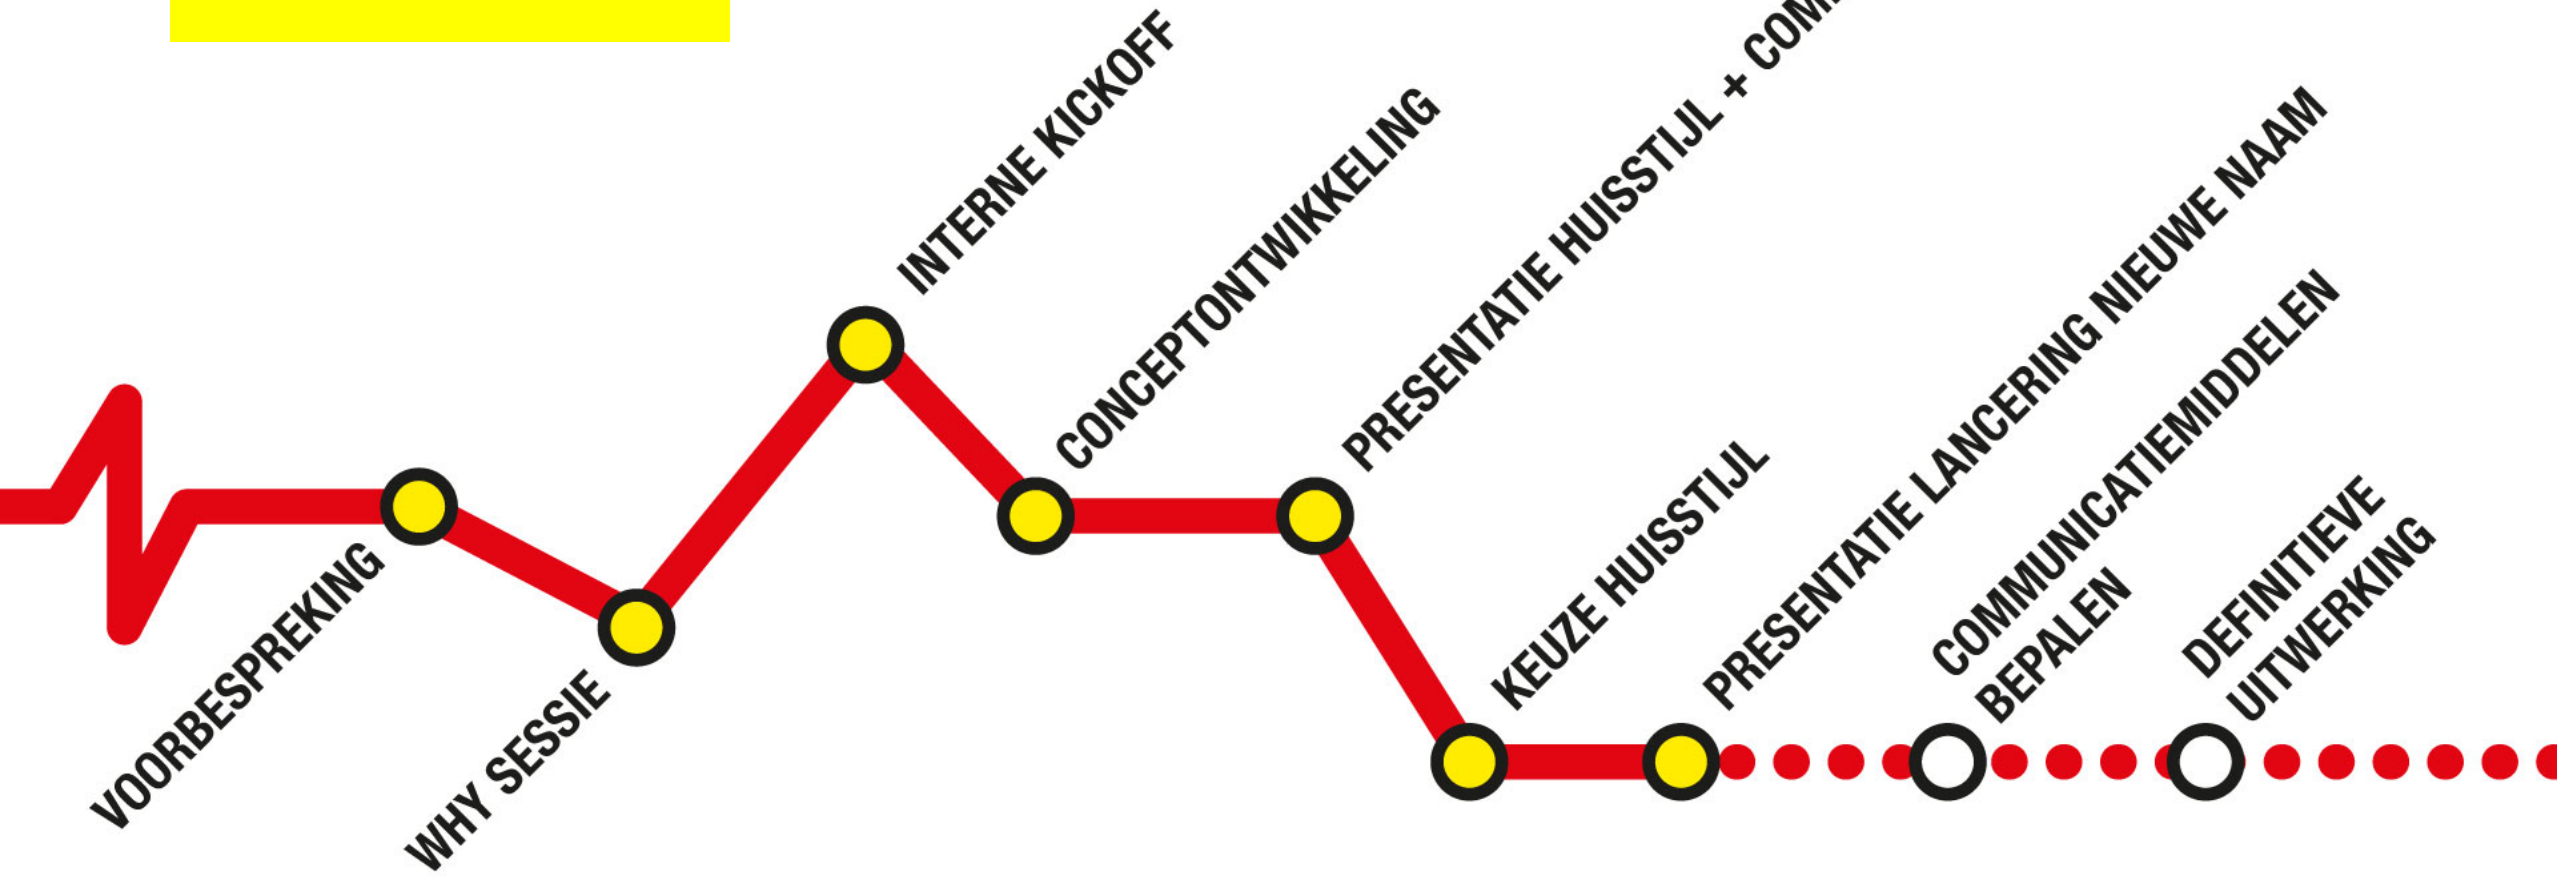 VOORBESPREKING
WHY SESSIE
INTERNE KICKOFF
CONCEPTONTWIKKELING
PRESENTATIE HUISSTIJL +
KEUZE HUISSTIJL
PRESENTATIE LANCERING NIEUWE NAAM
COMMUNICATIEMIDDELEN
BEPALEN
DEFINITIEVE
UITWERKING